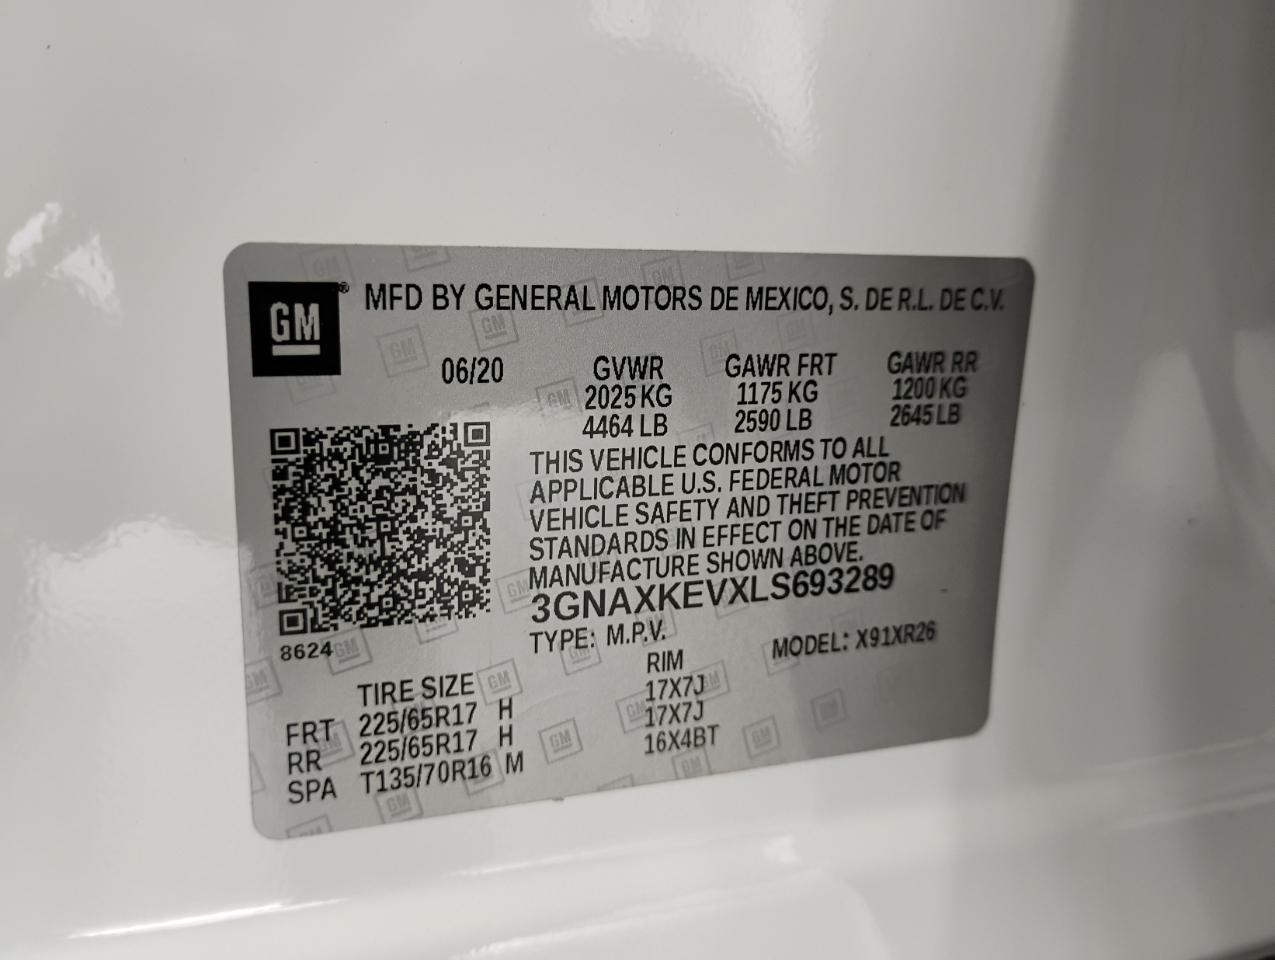 GM® MFD BY GENERAL MOTORS DE MEXICO, S. DE R.L. DE C.V.
06/20 GVWR GAWR FRT GAWR RR
2025 KG 1175 KG 1200 KG
4464 LB 2590 LB 2645 LB
THIS VEHICLE CONFORMS TO ALL
APPLICABLE U.S. FEDERAL MOTOR
VEHICLE SAFETY AND THEFT PREVENTION
STANDARDS IN EFFECT ON THE DATE OF
MANUFACTURE SHOWN ABOVE.
3GNAXKEVXLS693289
8624
TYPE: M.P.V. MODEL: X91XR26
TIRE SIZE RIM
FRT 225/65R17 H 17X7J
RR 225/65R17 H 17X7J
SPA T135/70R16 M 16X4BT